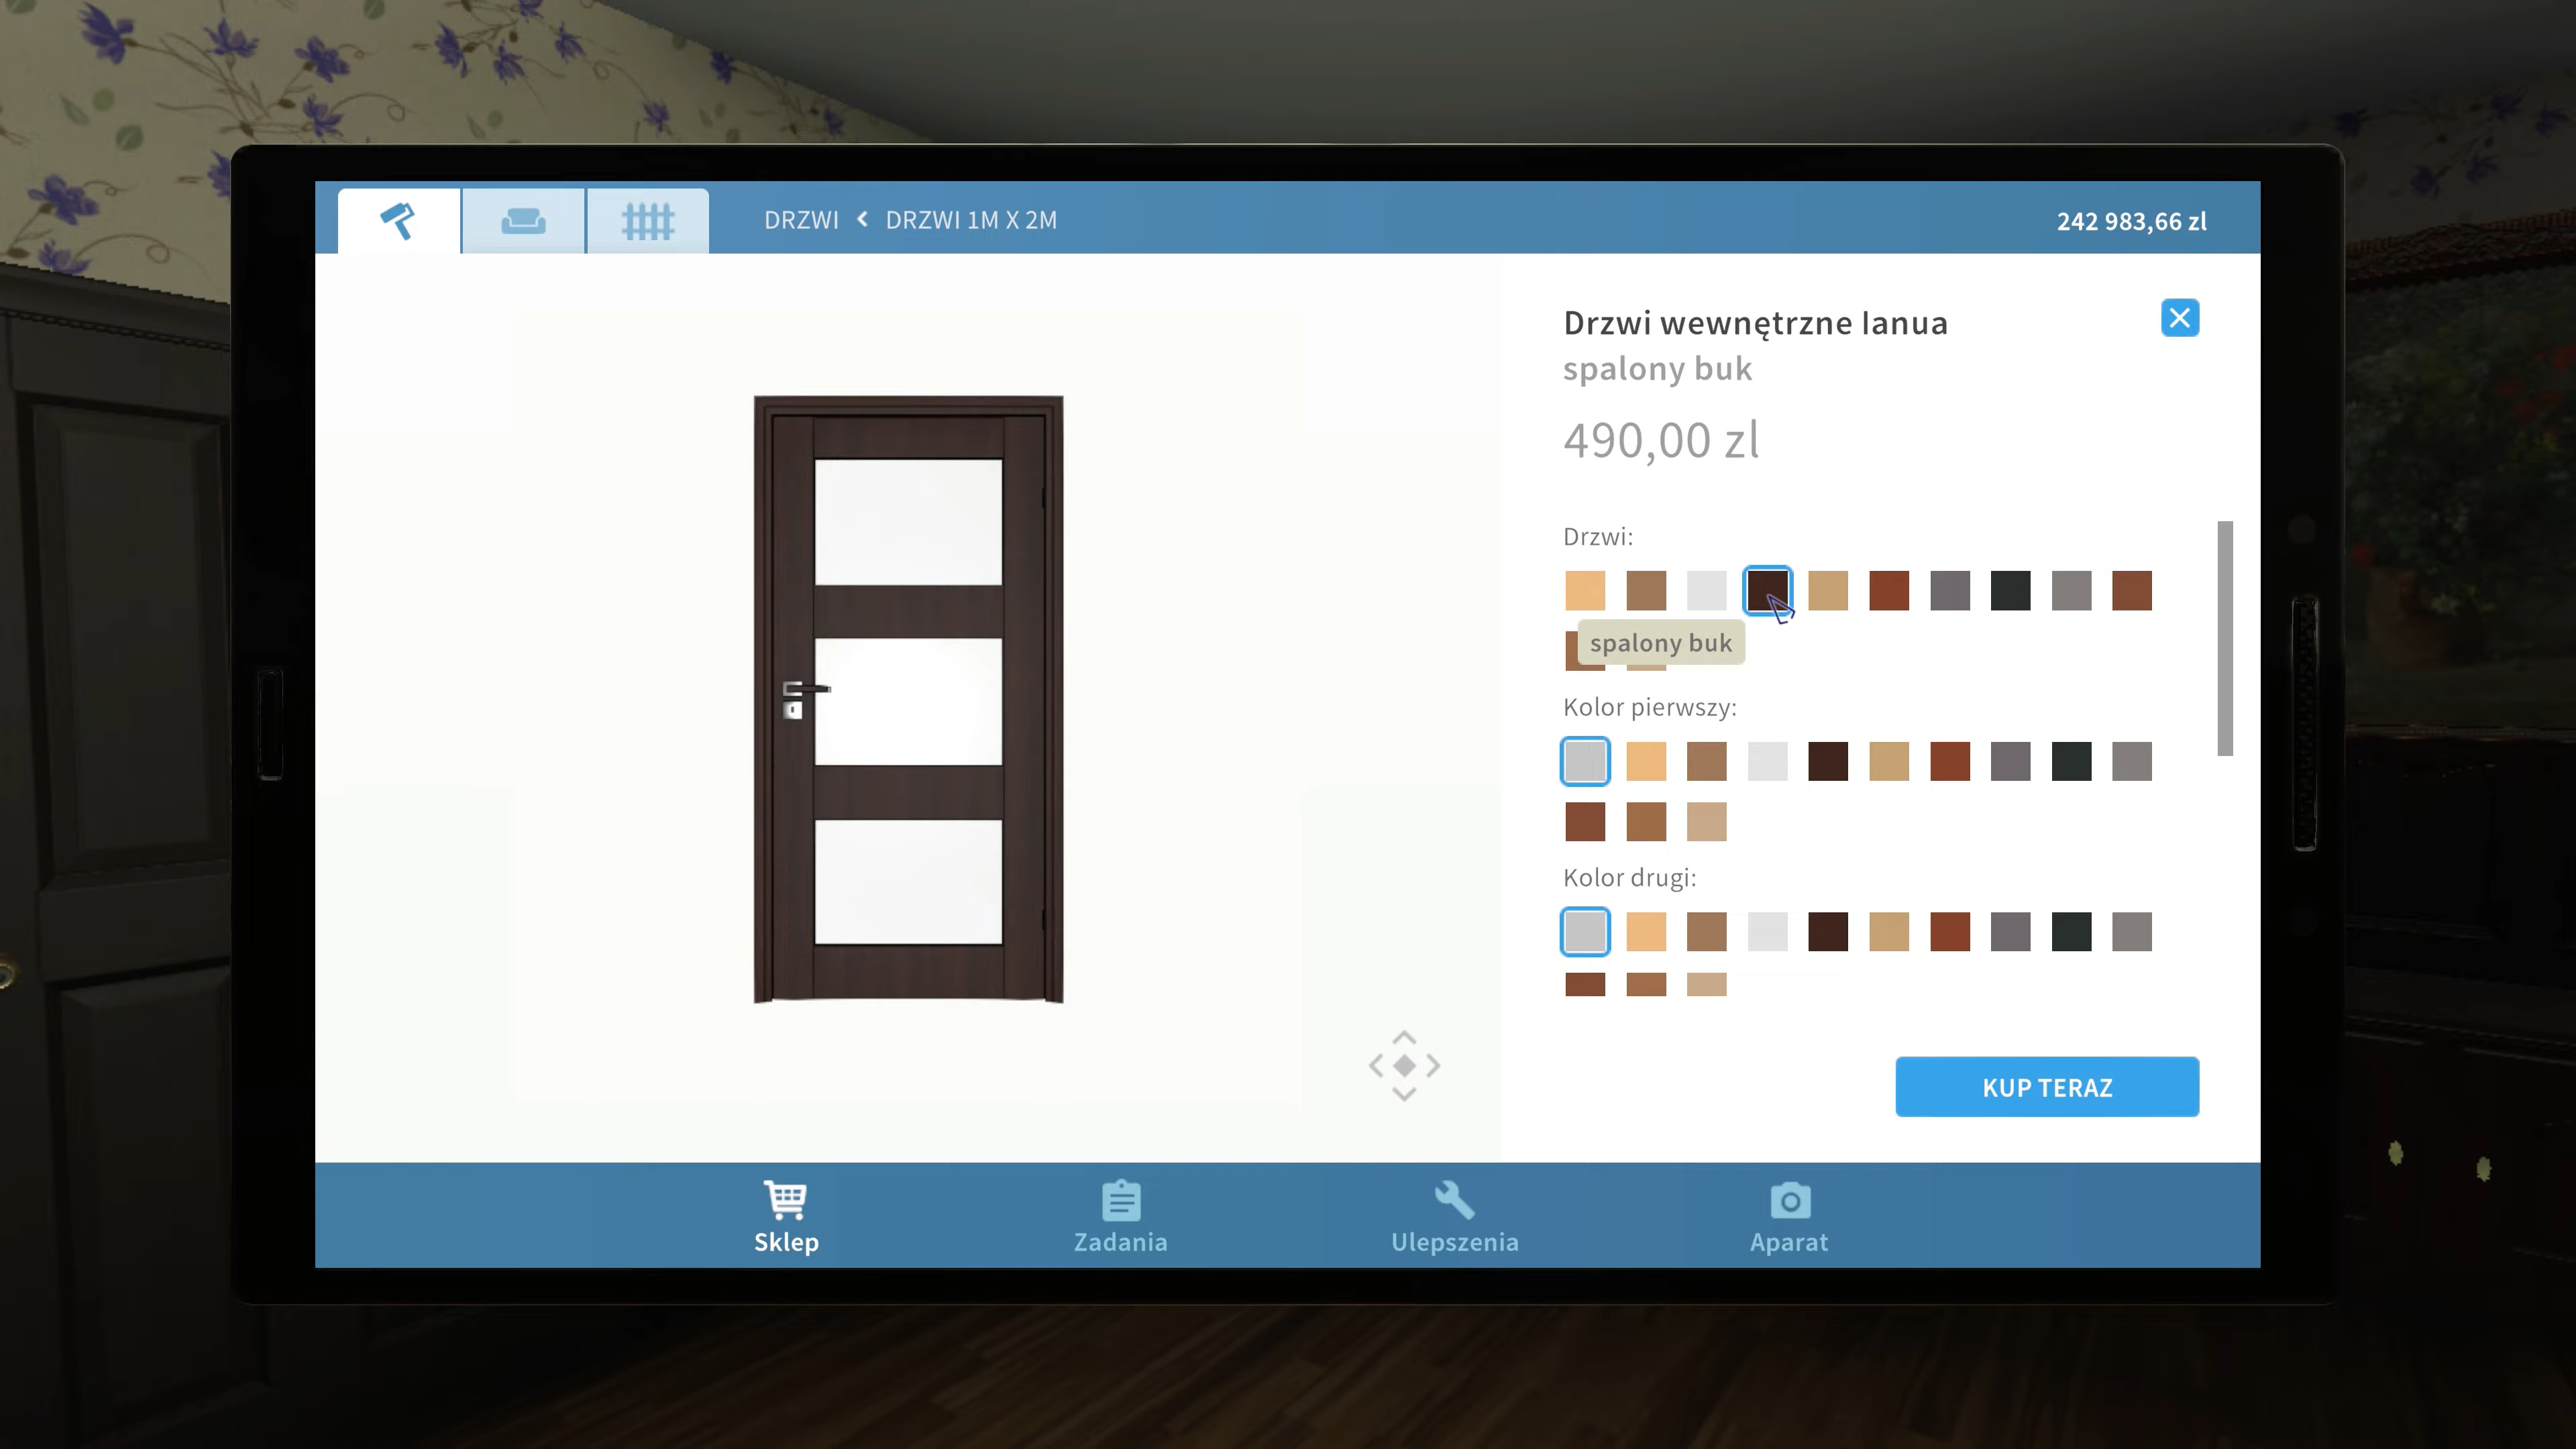 DRZWI < DRZWI 1M X 2M
242 983,66 zl
Drzwi wewnętrzne Ianua
spalony buk
490,00 zl
Drzwi:
spalony buk
Kolor pierwszy:
Kolor drugi:
KUP TERAZ
Sklep
Zadania
Ulepszenia
Aparat